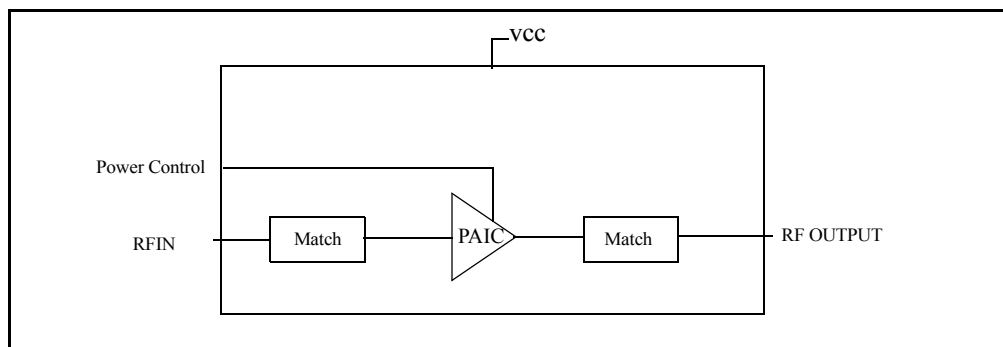 vcc
Power Control
RFIN
Match
PAIC
Match
RF OUTPUT